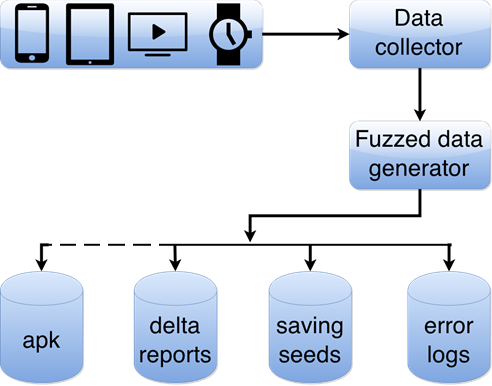 Data
collector
Fuzzed data
generator
apk
delta
reports
saving
seeds
error
logs